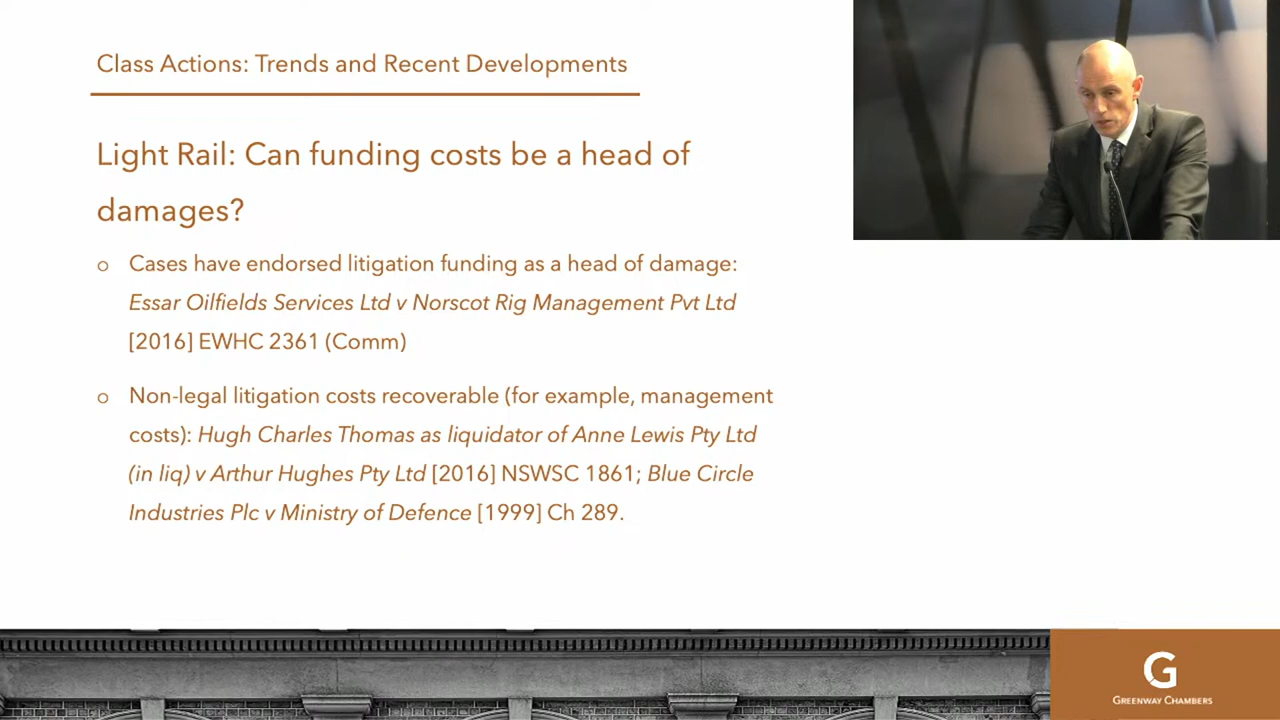 Class Actions: Trends and Recent Developments
Light Rail: Can funding costs be a head of
damages?
o Cases have endorsed litigation funding as a head of damage:
Essar Oilfields Services Ltd v Norscot Rig Management Pvt Ltd
[2016] EWHC 2361 (Comm)
o Non-legal litigation costs recoverable (for example, management
costs): Hugh Charles Thomas as liquidator of Anne Lewis Pty Ltd
(in liq) v Arthur Hughes Pty Ltd [2016] NSWSC 1861; Blue Circle
Industries Plc v Ministry of Defence [1999] Ch 289.
G
GREENWAY CHAMBERS